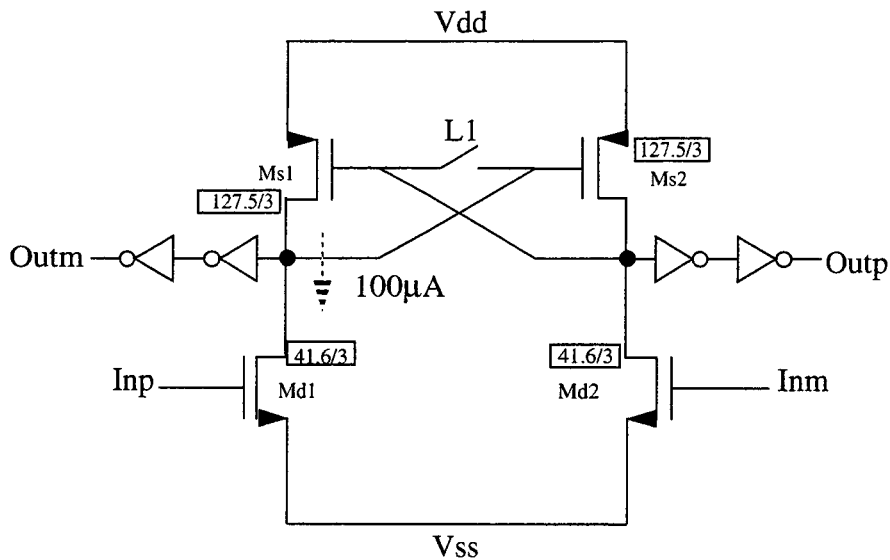 Vdd
L1
127.5/3
Ms1
Ms2
127.5/3
Outm
Outp
100µA
41.6/3
41.6/3
Inp
Md1
Md2
Inm
Vss